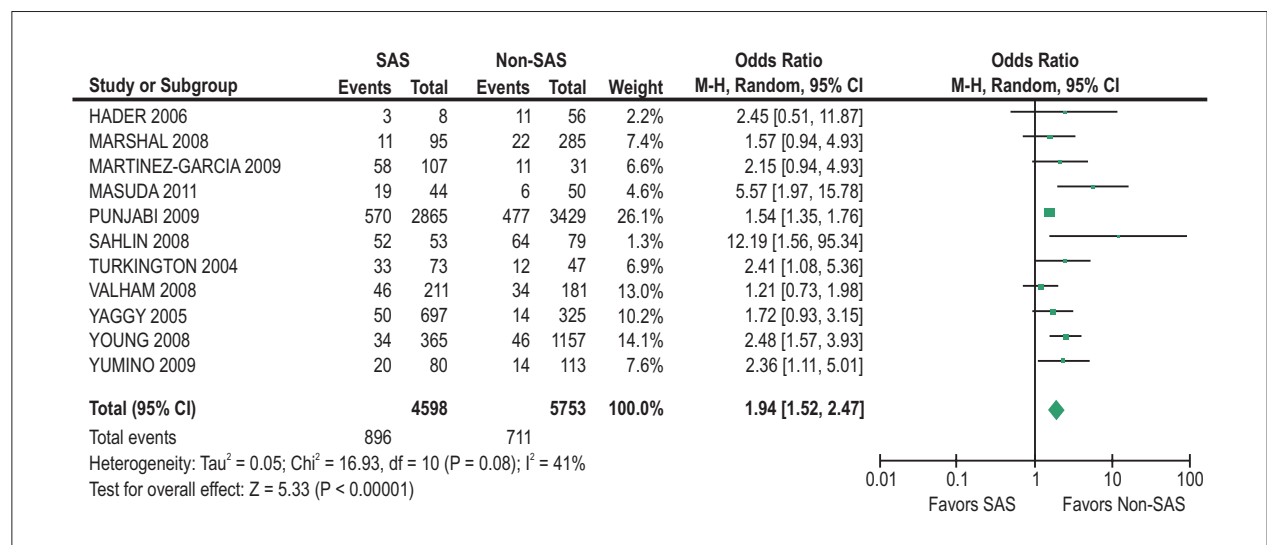 SAS Non-SAS Odds Ratio Odds Ratio
Study or Subgroup Events Total Events Total Weight M-H, Random, 95% CI M-H, Random, 95% CI
HADER 2006 3 8 11 56 2.2% 2.45 [0.51, 11.87]
MARSHAL 2008 11 95 22 285 7.4% 1.57 [0.94, 4.93]
MARTINEZ-GARCIA 2009 58 107 11 31 6.6% 2.15 [0.94, 4.93]
MASUDA 2011 19 44 6 50 4.6% 5.57 [1.97, 15.78]
PUNJABI 2009 570 2865 477 3429 26.1% 1.54 [1.35, 1.76]
SAHLIN 2008 52 53 64 79 1.3% 12.19 [1.56, 95.34]
TURKINGTON 2004 33 73 12 47 6.9% 2.41 [1.08, 5.36]
VALHAM 2008 46 211 34 181 13.0% 1.21 [0.73, 1.98]
YAGGY 2005 50 697 14 325 10.2% 1.72 [0.93, 3.15]
YOUNG 2008 34 365 46 1157 14.1% 2.48 [1.57, 3.93]
YUMINO 2009 20 80 14 113 7.6% 2.36 [1.11, 5.01]
Total (95% CI) 4598 5753 100.0% 1.94 [1.52, 2.47]
Total events 896 711
Heterogeneity: Tau² = 0.05; Chi² = 16.93, df = 10 (P = 0.08); I² = 41%
Test for overall effect: Z = 5.33 (P < 0.00001)
0.01 0.1 1 10 100
Favors SAS Favors Non-SAS